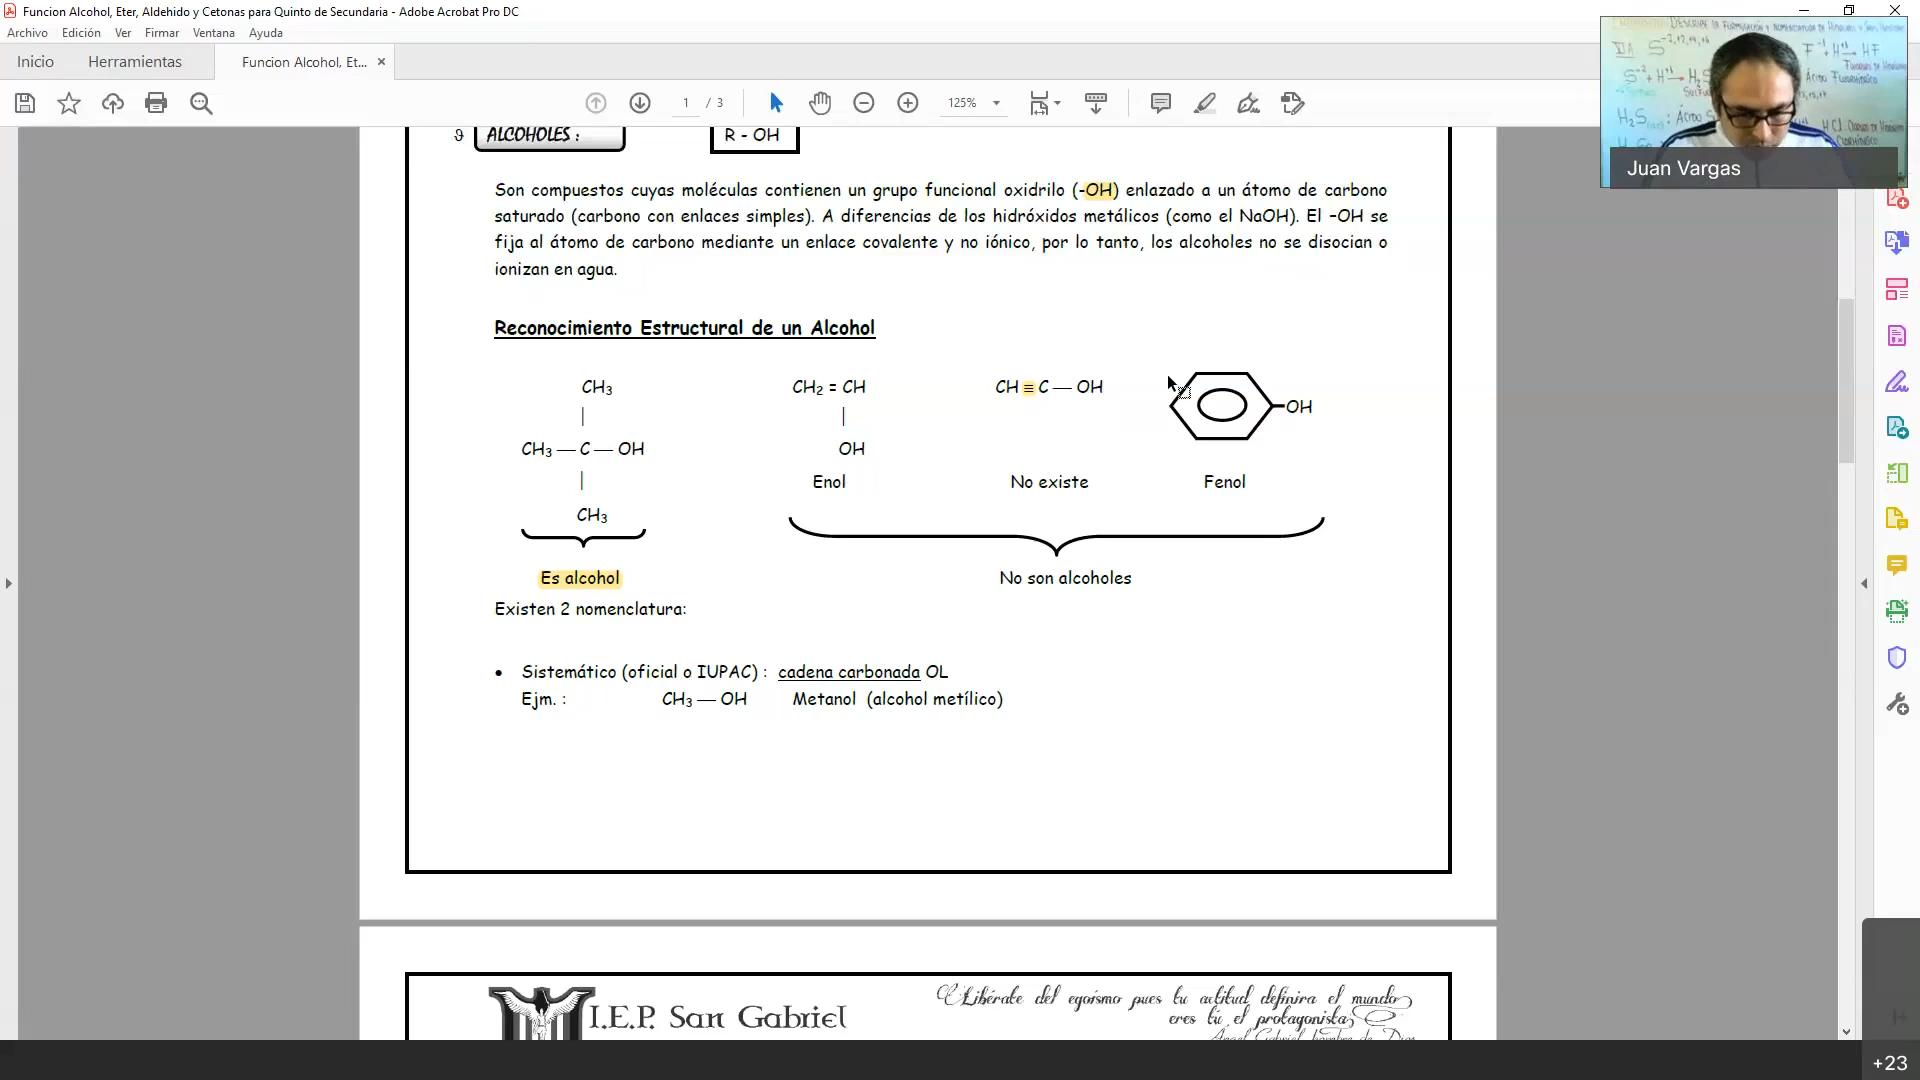 Funcion Alcohol, Eter, Aldehido y Cetonas para Quinto de Secundaria - Adobe Acrobat Pro DC
Archivo Edición Ver Firmar Ventana Ayuda
Inicio Herramientas Funcion Alcohol, Et...
1 / 3 125%
ALCOHOLES : R - OH
Son compuestos cuyas moléculas contienen un grupo funcional oxidrilo (-OH) enlazado a un átomo de carbono
saturado (carbono con enlaces simples). A diferencias de los hidróxidos metálicos (como el NaOH). El –OH se
fija al átomo de carbono mediante un enlace covalente y no iónico, por lo tanto, los alcoholes no se disocian o
ionizan en agua.
Reconocimiento Estructural de un Alcohol
CH₃ CH₂ = CH CH ≡ C — OH
| | -OH
CH₃ — C — OH OH
| Enol No existe Fenol
CH₃
Es alcohol No son alcoholes
Existen 2 nomenclatura:
• Sistemático (oficial o IUPAC) : cadena carbonada OL
Ejm. : CH₃ — OH Metanol (alcohol metílico)
I.E.P. San Gabriel
Libérate del egoísmo pues tu actitud definira el mundo
eres tú el protagonista
Juan Vargas
+23